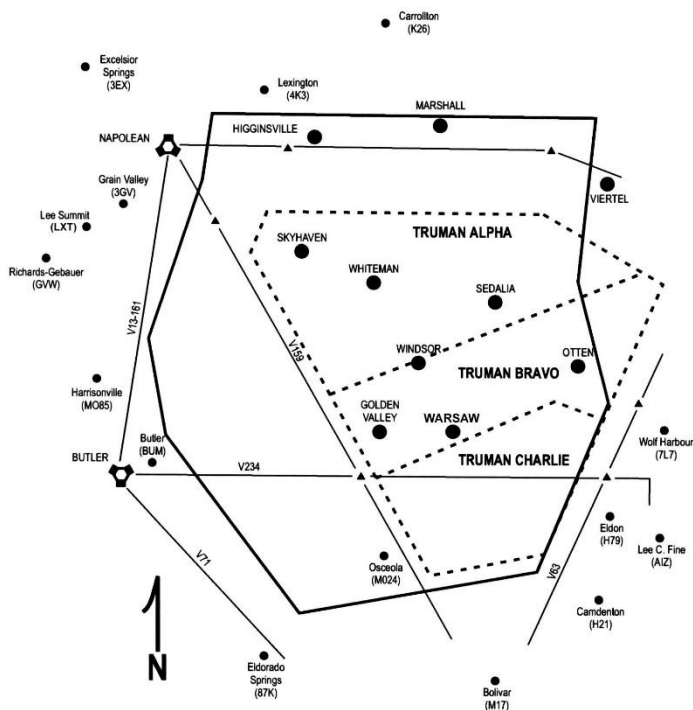 Carrollton
(K26)
Excelsior
Springs
(3EX)
Lexington
(4K3)
MARSHALL
HIGGINSVILLE
NAPOLEAN
VIERTEL
Grain Valley
(3GV)
Lee Summit
(LXT)
TRUMAN ALPHA
SKYHAVEN
Richards-Gebauer
(GVW)
WHITEMAN
SEDALIA
V13-161
V159
WINDSOR
OTTEN
TRUMAN BRAVO
Harrisonville
(MO85)
GOLDEN
VALLEY
WARSAW
Wolf Harbour
(7L7)
Butler
(BUM)
BUTLER
V234
TRUMAN CHARLIE
Eldon
(H79)
Lee C. Fine
(AIZ)
V71
Osceola
(M024)
V63
Camdenton
(H21)
N
Eldorado
Springs
(87K)
Bolivar
(M17)